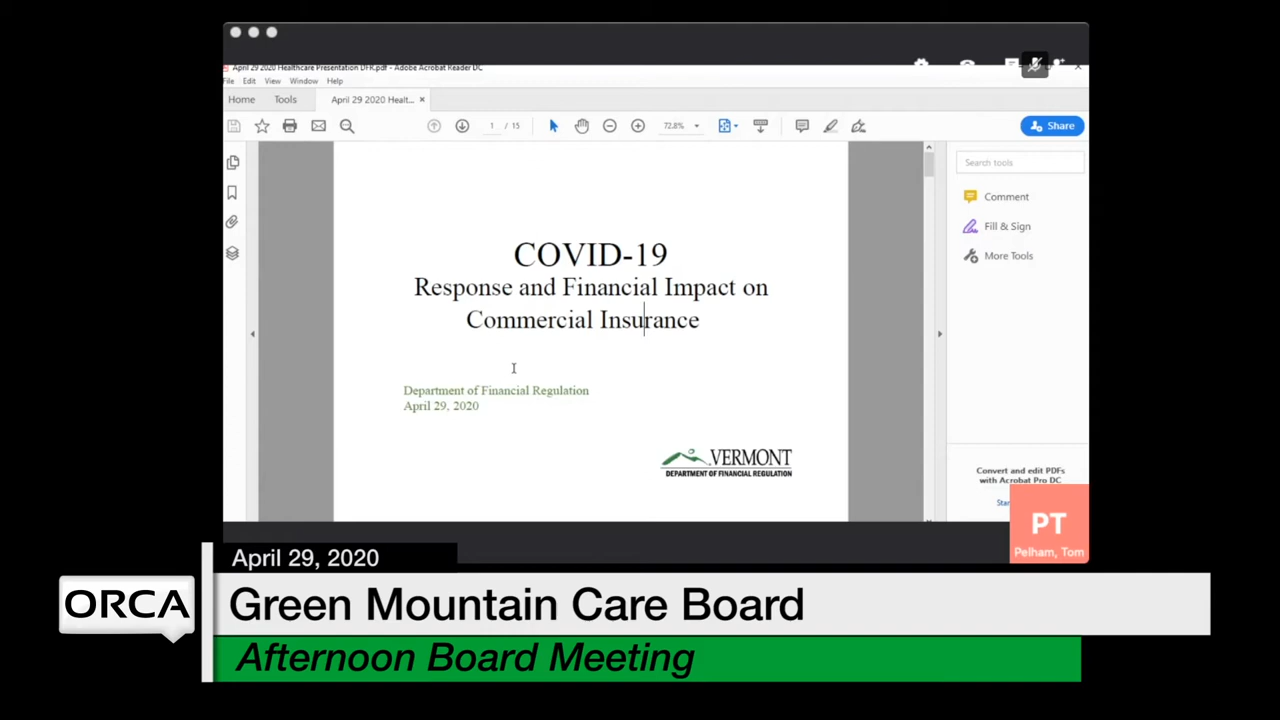 April 29 2020 Healthcare Presentation DFR.pdf - Adobe Acrobat Reader DC
File Edit View Window Help
Home Tools April 29 2020 Healt... ×
1 / 15 72.8% Share
Search tools
Comment
Fill & Sign
More Tools
COVID-19
Response and Financial Impact on
Commercial Insurance
Department of Financial Regulation
April 29, 2020
VERMONT
DEPARTMENT OF FINANCIAL REGULATION
Convert and edit PDFs
with Acrobat Pro DC
PT
Pelham, Tom
April 29, 2020
ORCA
Green Mountain Care Board
Afternoon Board Meeting